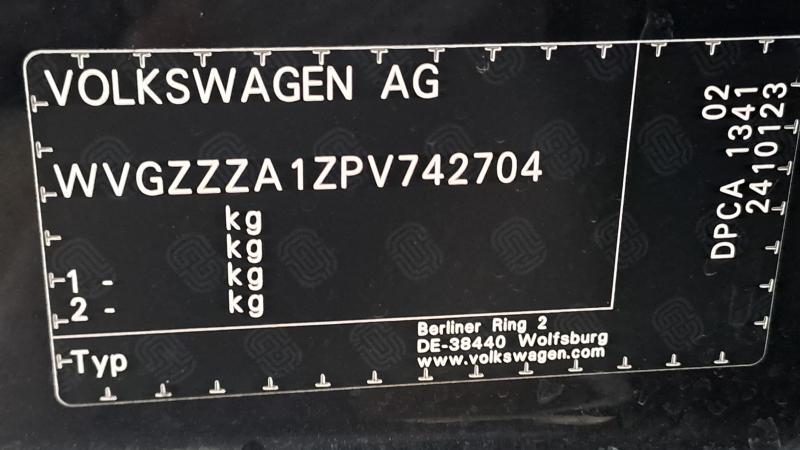 VOLKSWAGEN AG
WVGZZZA1ZPV742704
kg
kg
1 - kg
2 - kg
Typ
Berliner Ring 2
DE-38440 Wolfsburg
www.volkswagen.com
02
DPCA 1341
2410123